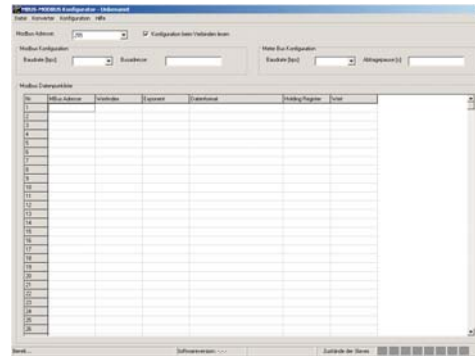 MBUS-MODBUS Konfigurator - Unbenannt
Datei Konverter Konfiguration Hilfe
Modbus Adresse 255 Konfiguration beim Verbinden lesen
Modbus Konfiguration
Baudrate [bps] Busadresse
Meter-Bus Konfiguration
Baudrate [bps] Abfragepause [s]
Modbus Datenpunktliste
Nr. MBus Adresse Wertindex Exponent Datenformat Holding Register Wert
1
2
3
4
5
6
7
8
9
10
11
12
13
14
15
16
17
18
19
20
21
22
23
24
25
26
Bereit ... Softwareversion: -.-.- Zustände der Slaves